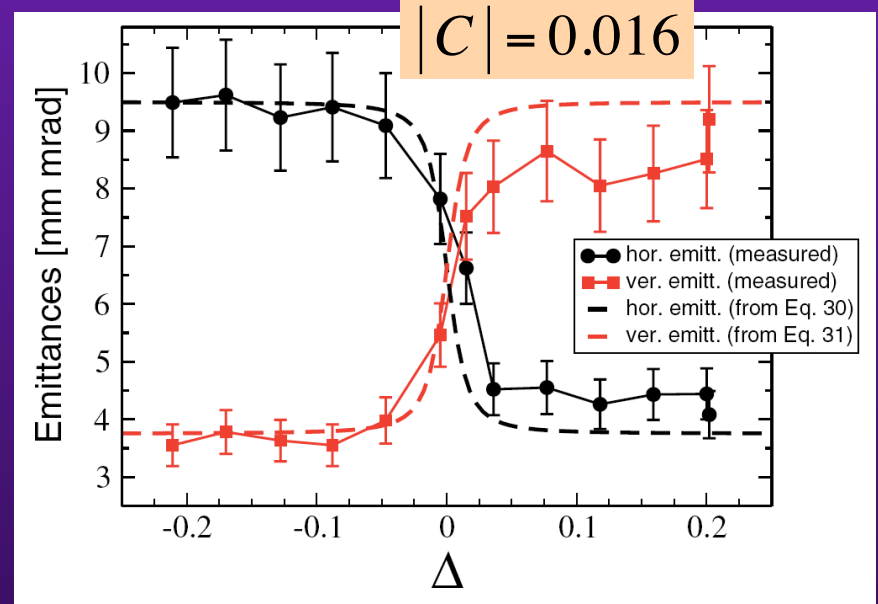 |C| = 0.016
Emittances [mm mrad]
10
9
8
7
6
5
4
3
hor. emitt. (measured)
ver. emitt. (measured)
hor. emitt. (from Eq. 30)
ver. emitt. (from Eq. 31)
-0.2 -0.1 0 0.1 0.2
Δ